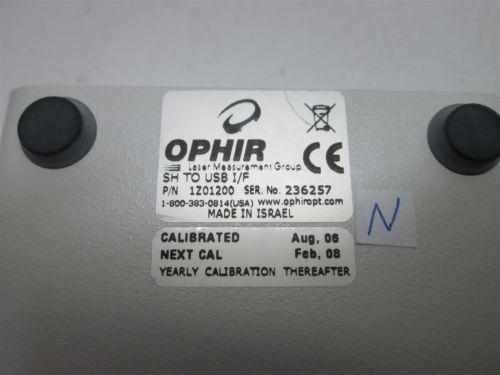 OPHIR
Laser Measurement Group
CE
SH TO USB I/F
P/N 1Z01200 SER. No. 236257
1-800-383-0814(USA) www.ophiropt.com
MADE IN ISRAEL
N
CALIBRATED Aug, 06
NEXT CAL Feb, 08
YEARLY CALIBRATION THEREAFTER